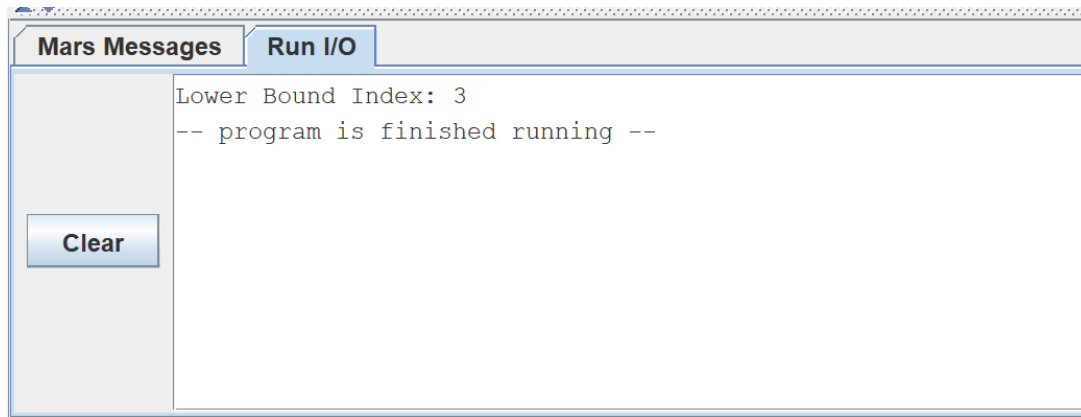 Mars Messages Run I/O
Lower Bound Index: 3
-- program is finished running --
Clear